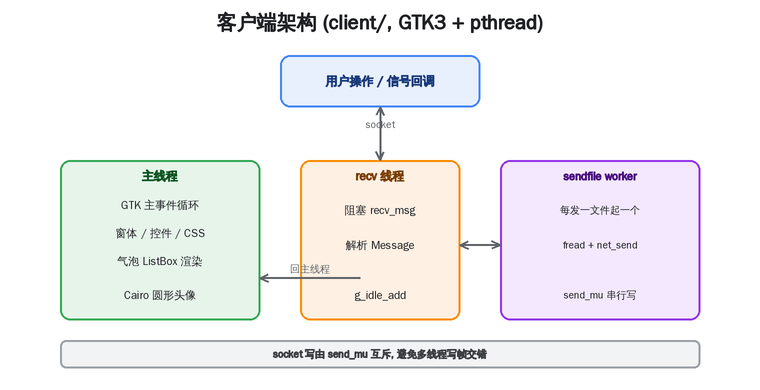 客户端架构 (client/, GTK3 + pthread)
用户操作 / 信号回调
socket
主线程
GTK 主事件循环
窗体 / 控件 / CSS
气泡 ListBox 渲染
Cairo 圆形头像
recv 线程
阻塞 recv_msg
解析 Message
回主线程
g_idle_add
sendfile worker
每发一文件起一个
fread + net_send
send_mu 串行写
socket 写由 send_mu 互斥, 避免多线程写帧交错